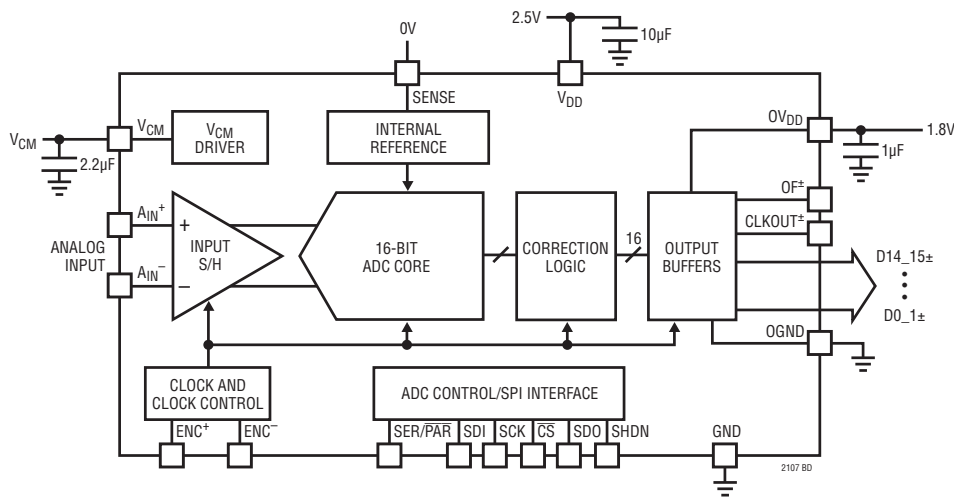 2.5V
0V
10µF
SENSE
VDD
VCM
VCM
VCM
DRIVER
INTERNAL
REFERENCE
OVDD
1.8V
2.2µF
1µF
OF±
CLKOUT±
AIN+
ANALOG
INPUT
AIN−
+
−
INPUT
S/H
16-BIT
ADC CORE
CORRECTION
LOGIC
16
OUTPUT
BUFFERS
D14_15±
D0_1±
OGND
CLOCK AND
CLOCK CONTROL
ADC CONTROL/SPI INTERFACE
ENC+
ENC−
SER/P̅A̅R̅
SDI
SCK
C̅S̅
SDO
SHDN
GND
2107 BD